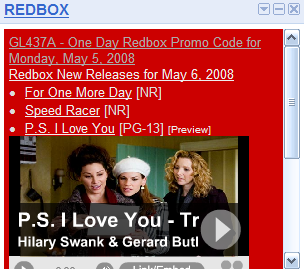 REDBOX
GL437A - One Day Redbox Promo Code for
Monday, May 5, 2008
Redbox New Releases for May 6, 2008
For One More Day [NR]
Speed Racer [NR]
P.S. I Love You [PG-13] [Preview]
P.S. I Love You - Tr
Hilary Swank & Gerard Butl